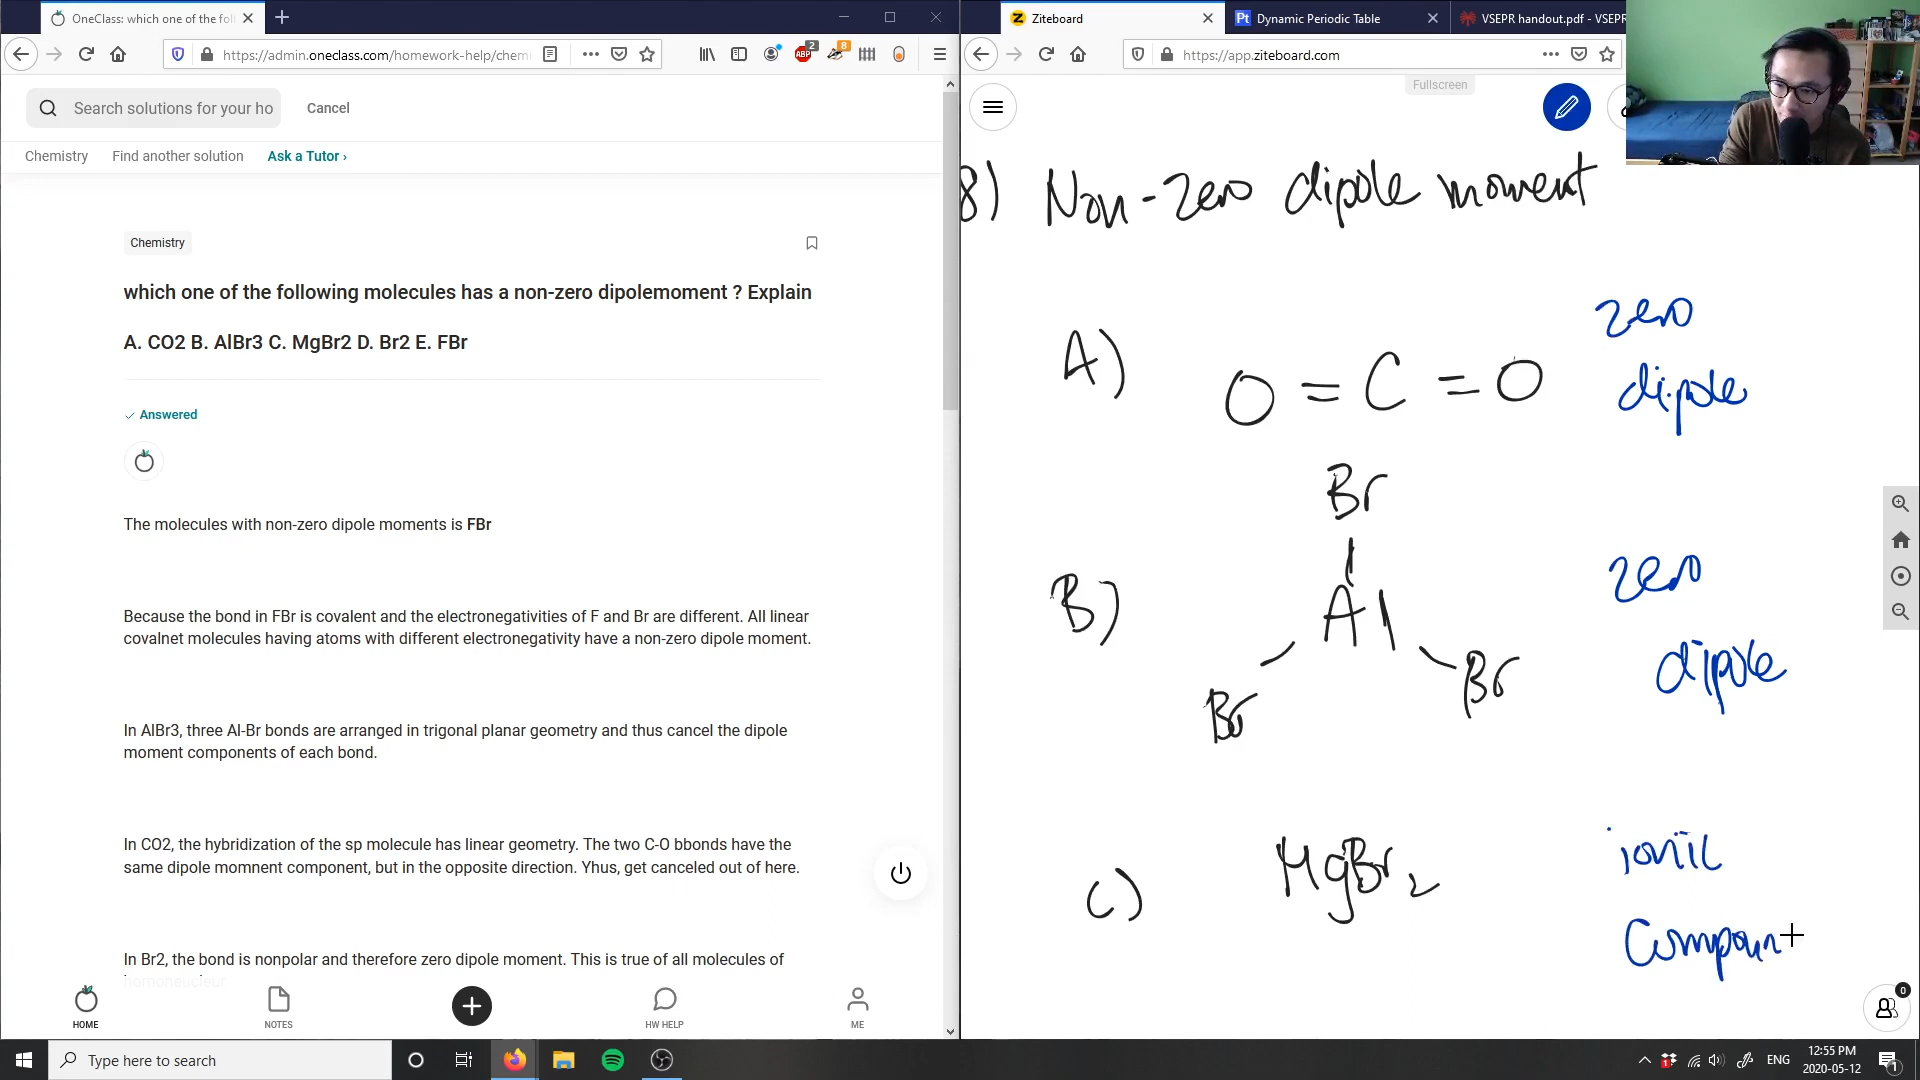 OneClass: which one of the fol
https://admin.oneclass.com/homework-help/chemi
2
8
Search solutions for your ho
Cancel
Chemistry
Find another solution
Ask a Tutor ›
Chemistry
which one of the following molecules has a non-zero dipolemoment ? Explain
A. CO2 B. AlBr3 C. MgBr2 D. Br2 E. FBr
Answered
The molecules with non-zero dipole moments is FBr
Because the bond in FBr is covalent and the electronegativities of F and Br are different. All linear
covalnet molecules having atoms with different electronegativity have a non-zero dipole moment.
In AlBr3, three Al-Br bonds are arranged in trigonal planar geometry and thus cancel the dipole
moment components of each bond.
In CO2, the hybridization of the sp molecule has linear geometry. The two C-O bbonds have the
same dipole momnent component, but in the opposite direction. Yhus, get canceled out of here.
In Br2, the bond is nonpolar and therefore zero dipole moment. This is true of all molecules of
HOME
NOTES
HW HELP
ME
Ziteboard
Pt
Dynamic Periodic Table
VSEPR handout.pdf - VSEPR
https://app.ziteboard.com
Fullscreen
8) Non-zero dipole moment
A)
O = C = O
zero
dipole
B)
Br
Al
Br
Br
zero
dipole
C)
MgBr2
ionic
Compoun
0
Type here to search
1
ENG
12:55 PM
2020-05-12
1